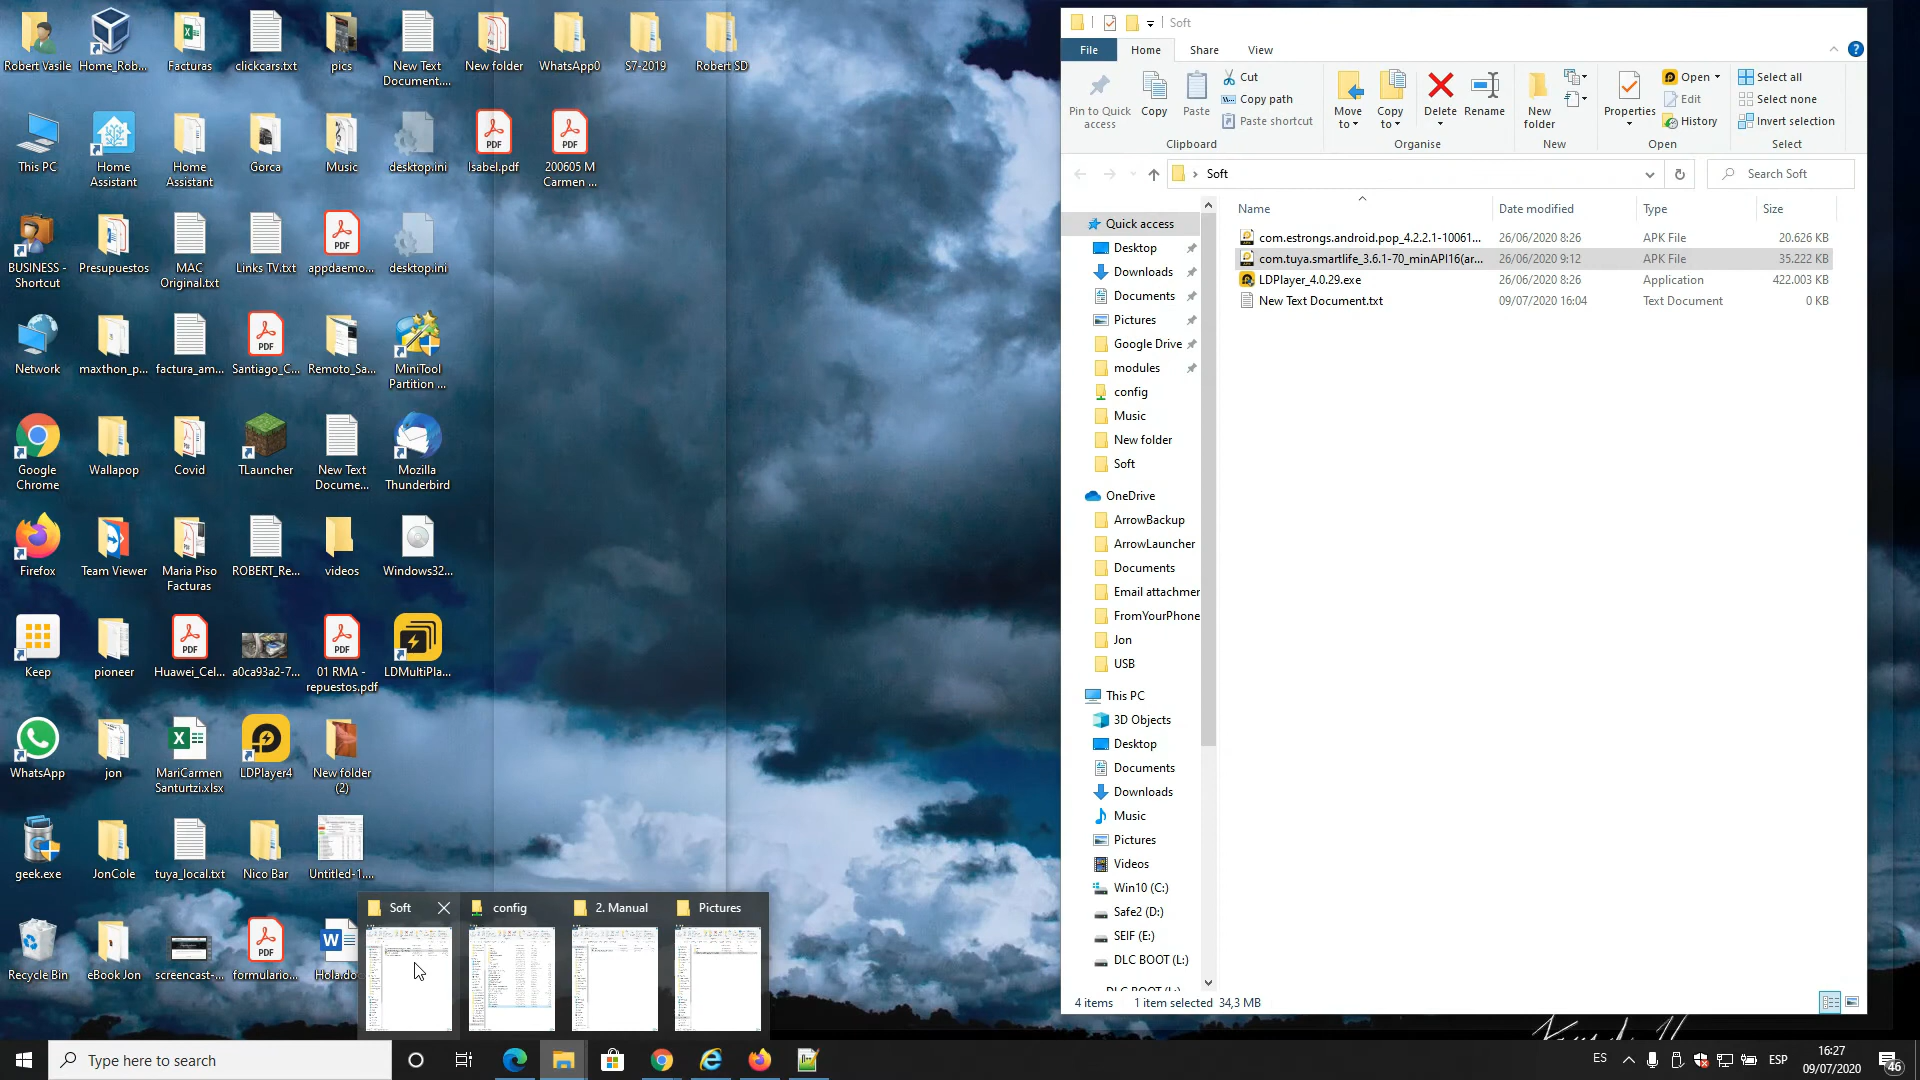 Robert Vasile
Home_Rob...
Facturas
clickcars.txt
pics
New Text
Document....
New folder
WhatsApp0
S7-2019
Robert SD
This PC
Home
Assistant
Home
Assistant
Gorca
Music
desktop.ini
Isabel.pdf
200605 M
Carmen ...
BUSINESS -
Shortcut
Presupuestos
MAC
Original.txt
Links TV.txt
appdaemo...
desktop.ini
Network
maxthon_p...
factura_am...
Santiago_C...
Remoto_Sa...
MiniTool
Partition ...
Google
Chrome
Wallapop
Covid
TLauncher
New Text
Docume...
Mozilla
Thunderbird
Firefox
Team Viewer
Maria Piso
Facturas
ROBERT_Re...
videos
Windows32...
Keep
pioneer
Huawei_Cel...
a0ca93a2-7...
01 RMA -
repuestos.pdf
LDMultiPla...
WhatsApp
jon
MariCarmen
Santurtzi.xlsx
LDPlayer4
New folder
(2)
geek.exe
JonCole
tuya_local.txt
Nico Bar
Untitled-1....
Recycle Bin
eBook Jon
screencast-...
formulario...
Hola.do
Soft
config
2. Manual
Pictures
Soft
File
Home
Share
View
Pin to Quick
access
Copy
Paste
Cut
Copy path
Paste shortcut
Clipboard
Move
to
Copy
to
Delete
Rename
Organise
New
folder
New
Properties
Open
Edit
History
Open
Select all
Select none
Invert selection
Select
Soft
Search Soft
Name
Date modified
Type
Size
com.estrongs.android.pop_4.2.2.1-10061... 26/06/2020 8:26 APK File 20.626 KB
com.tuya.smartlife_3.6.1-70_minAPI16(ar... 26/06/2020 9:12 APK File 35.222 KB
LDPlayer_4.0.29.exe 26/06/2020 8:26 Application 422.003 KB
New Text Document.txt 09/07/2020 16:04 Text Document 0 KB
Quick access
Desktop
Downloads
Documents
Pictures
Google Drive
modules
config
Music
New folder
Soft
OneDrive
ArrowBackup
ArrowLauncher
Documents
Email attachmer
FromYourPhone
Jon
USB
This PC
3D Objects
Desktop
Documents
Downloads
Music
Pictures
Videos
Win10 (C:)
Safe2 (D:)
SEIF (E:)
DLC BOOT (L:)
DLC BOOT (L:)
4 items
1 item selected 34,3 MB
Type here to search
ES
ESP
16:27
09/07/2020
46